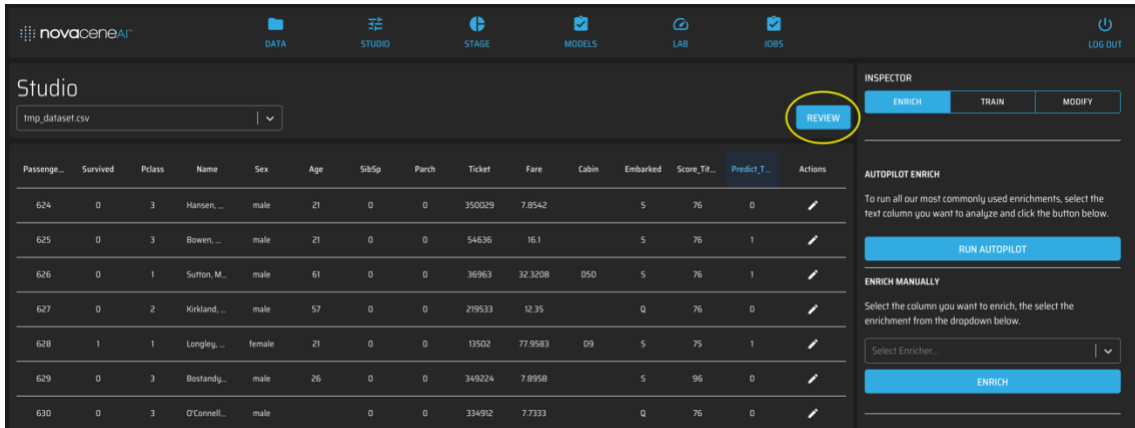 novaceneAI™
DATA
STUDIO
STAGE
MODELS
LAB
JOBS
LOG OUT
Studio
tmp_dataset.csv
REVIEW
Passenge... Survived Pclass Name Sex Age SibSp Parch Ticket Fare Cabin Embarked Score_Tit... Predict_T... Actions
624 0 3 Hansen, ... male 21 0 0 350029 7.8542 S 76 0
625 0 3 Bowen, ... male 21 0 0 54636 16.1 S 76 1
626 0 1 Sutton, M... male 61 0 0 36963 32.3208 D50 S 76 1
627 0 2 Kirkland, ... male 57 0 0 219533 12.35 Q 76 0
628 1 1 Longley, ... female 21 0 0 13502 77.9583 D9 S 75 1
629 0 3 Bostandy... male 26 0 0 349224 7.8958 S 96 0
630 0 3 O'Connell... male 0 0 334912 7.7333 Q 76 0
INSPECTOR
ENRICH
TRAIN
MODIFY
AUTOPILOT ENRICH
To run all our most commonly used enrichments, select the
text column you want to analyze and click the button below.
RUN AUTOPILOT
ENRICH MANUALLY
Select the column you want to enrich, the select the
enrichment from the dropdown below.
Select Enricher...
ENRICH